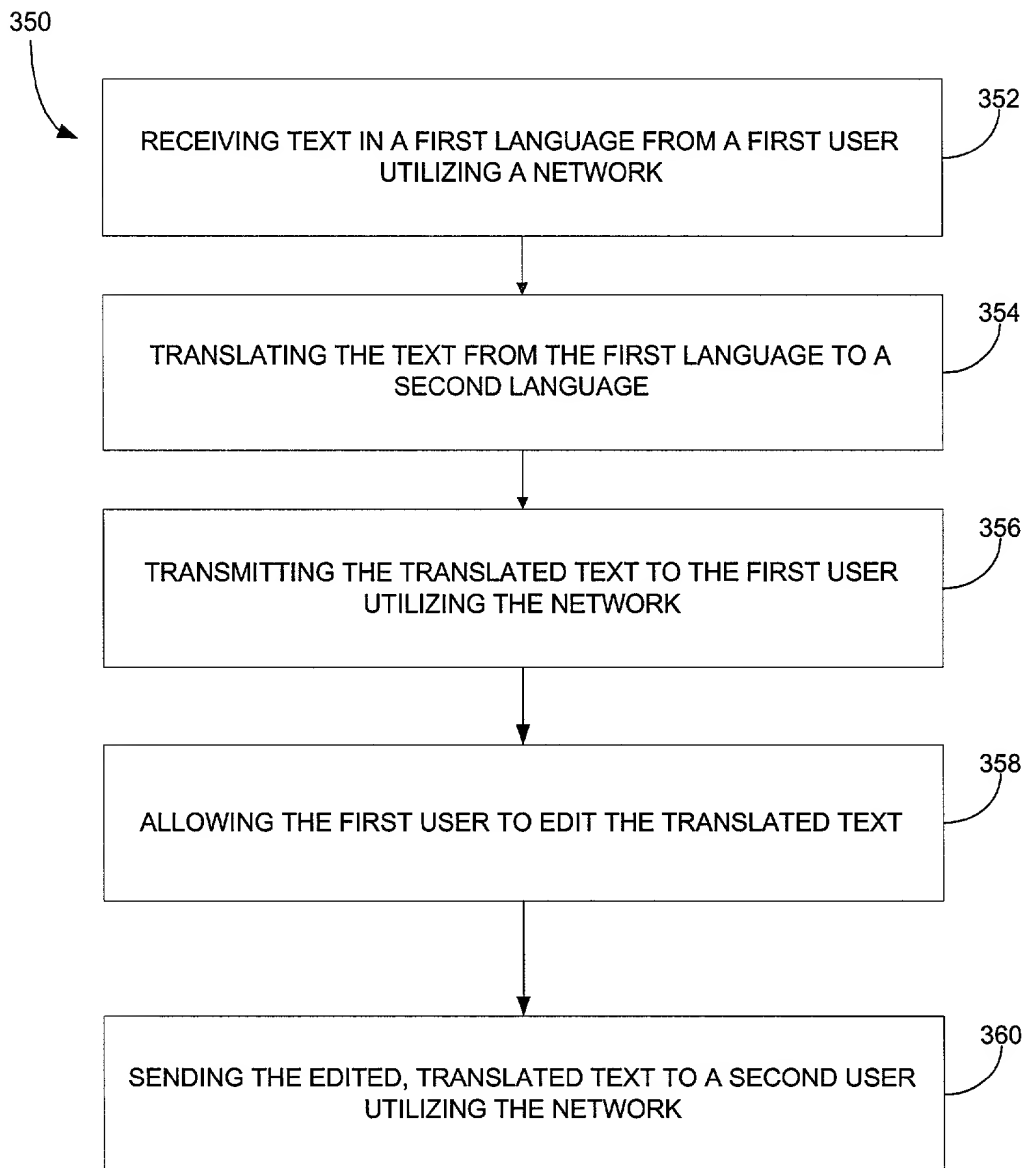 350
352
RECEIVING TEXT IN A FIRST LANGUAGE FROM A FIRST USER
UTILIZING A NETWORK
354
TRANSLATING THE TEXT FROM THE FIRST LANGUAGE TO A
SECOND LANGUAGE
356
TRANSMITTING THE TRANSLATED TEXT TO THE FIRST USER
UTILIZING THE NETWORK
358
ALLOWING THE FIRST USER TO EDIT THE TRANSLATED TEXT
360
SENDING THE EDITED, TRANSLATED TEXT TO A SECOND USER
UTILIZING THE NETWORK